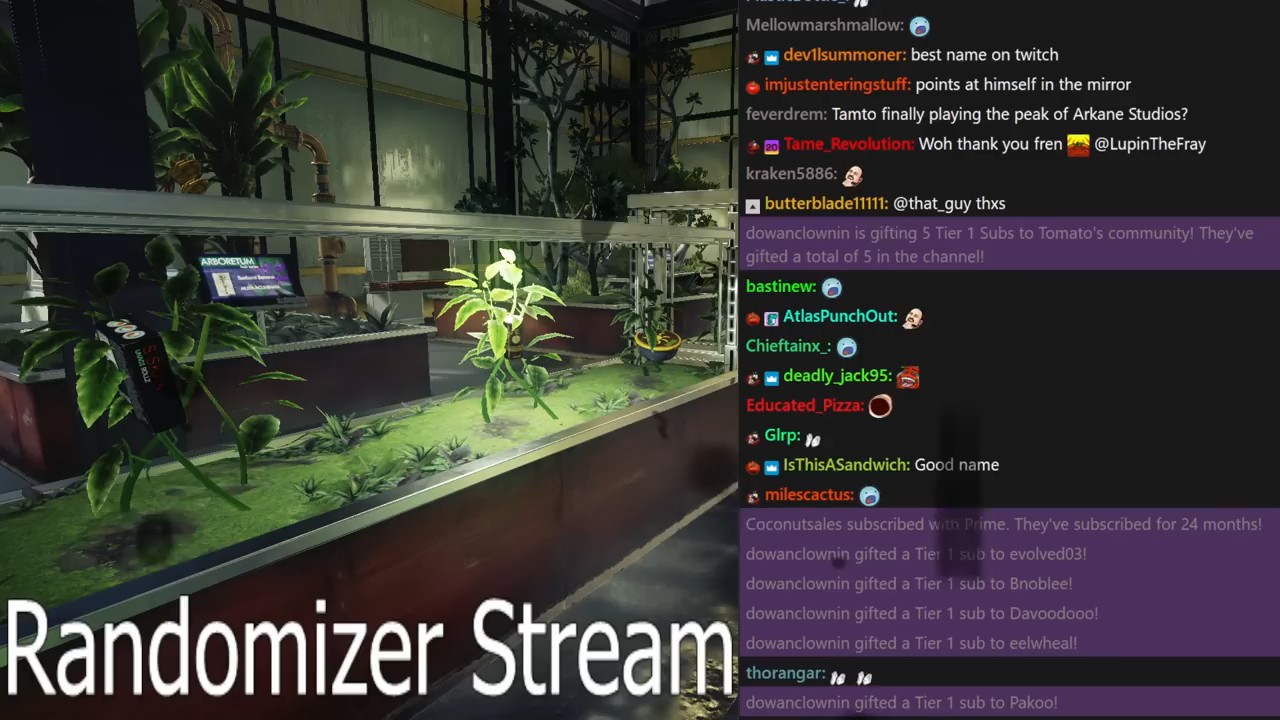 Mellowmarshmallow:
dev1lsummoner: best name on twitch
imjustenteringstuff: points at himself in the mirror
feverdrem: Tamto finally playing the peak of Arkane Studios?
20 Tame_Revolution: Woh thank you fren @LupinTheFray
kraken5886:
butterblade11111: @that_guy thxs
dowanclownin is gifting 5 Tier 1 Subs to Tomato's community! They've
gifted a total of 5 in the channel!
bastinew:
AtlasPunchOut:
Chieftainx_:
deadly_jack95:
Educated_Pizza:
Glrp:
IsThisASandwich: Good name
milescactus:
Coconutsales subscribed with Prime. They've subscribed for 24 months!
dowanclownin gifted a Tier 1 sub to evolved03!
dowanclownin gifted a Tier 1 sub to Bnoblee!
dowanclownin gifted a Tier 1 sub to Davoodooo!
dowanclownin gifted a Tier 1 sub to eelwheal!
thorangar:
dowanclownin gifted a Tier 1 sub to Pakoo!
ARBORETUM
Randomizer Stream